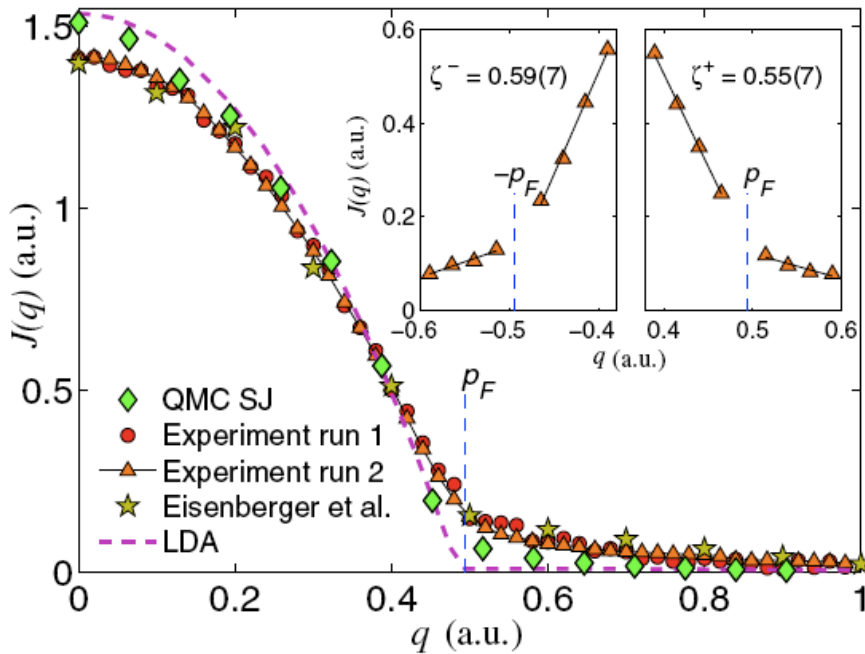 1.5
1
0.5
0
J(q) (a.u.)
0
0.2
0.4
0.6
0.8
1
q (a.u.)
p_F
QMC SJ
Experiment run 1
Experiment run 2
Eisenberger et al.
LDA
0.6
0.4
0.2
0
J(q) (a.u.)
ζ⁻ = 0.59(7)
-p_F
−0.6
−0.5
−0.4
ζ⁺ = 0.55(7)
p_F
0.4
0.5
0.6
q (a.u.)